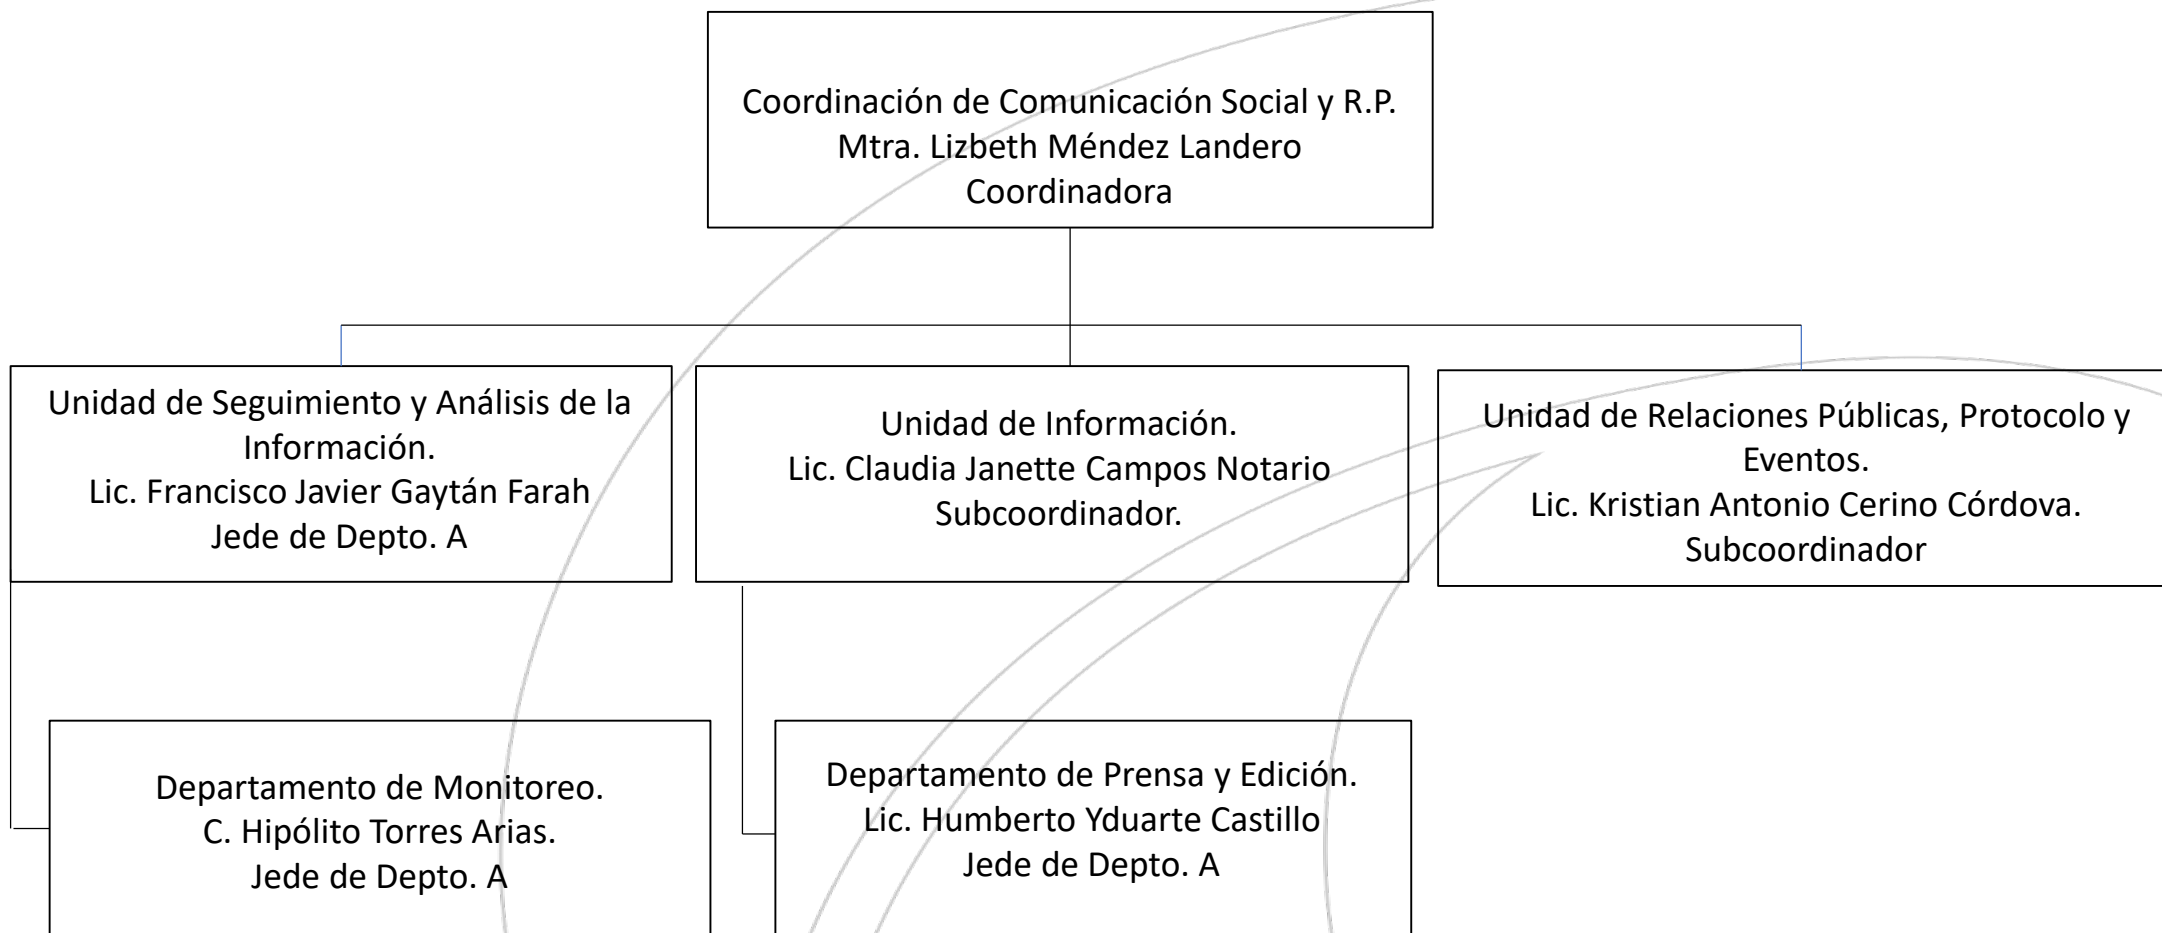 Coordinación de Comunicación Social y R.P.
Mtra. Lizbeth Méndez Landero
Coordinadora
Unidad de Seguimiento y Análisis de la
Información.
Lic. Francisco Javier Gaytán Farah
Jede de Depto. A
Unidad de Información.
Lic. Claudia Janette Campos Notario
Subcoordinador.
Unidad de Relaciones Públicas, Protocolo y
Eventos.
Lic. Kristian Antonio Cerino Córdova.
Subcoordinador
Departamento de Monitoreo.
C. Hipólito Torres Arias.
Jede de Depto. A
Departamento de Prensa y Edición.
Lic. Humberto Yduarte Castillo
Jede de Depto. A